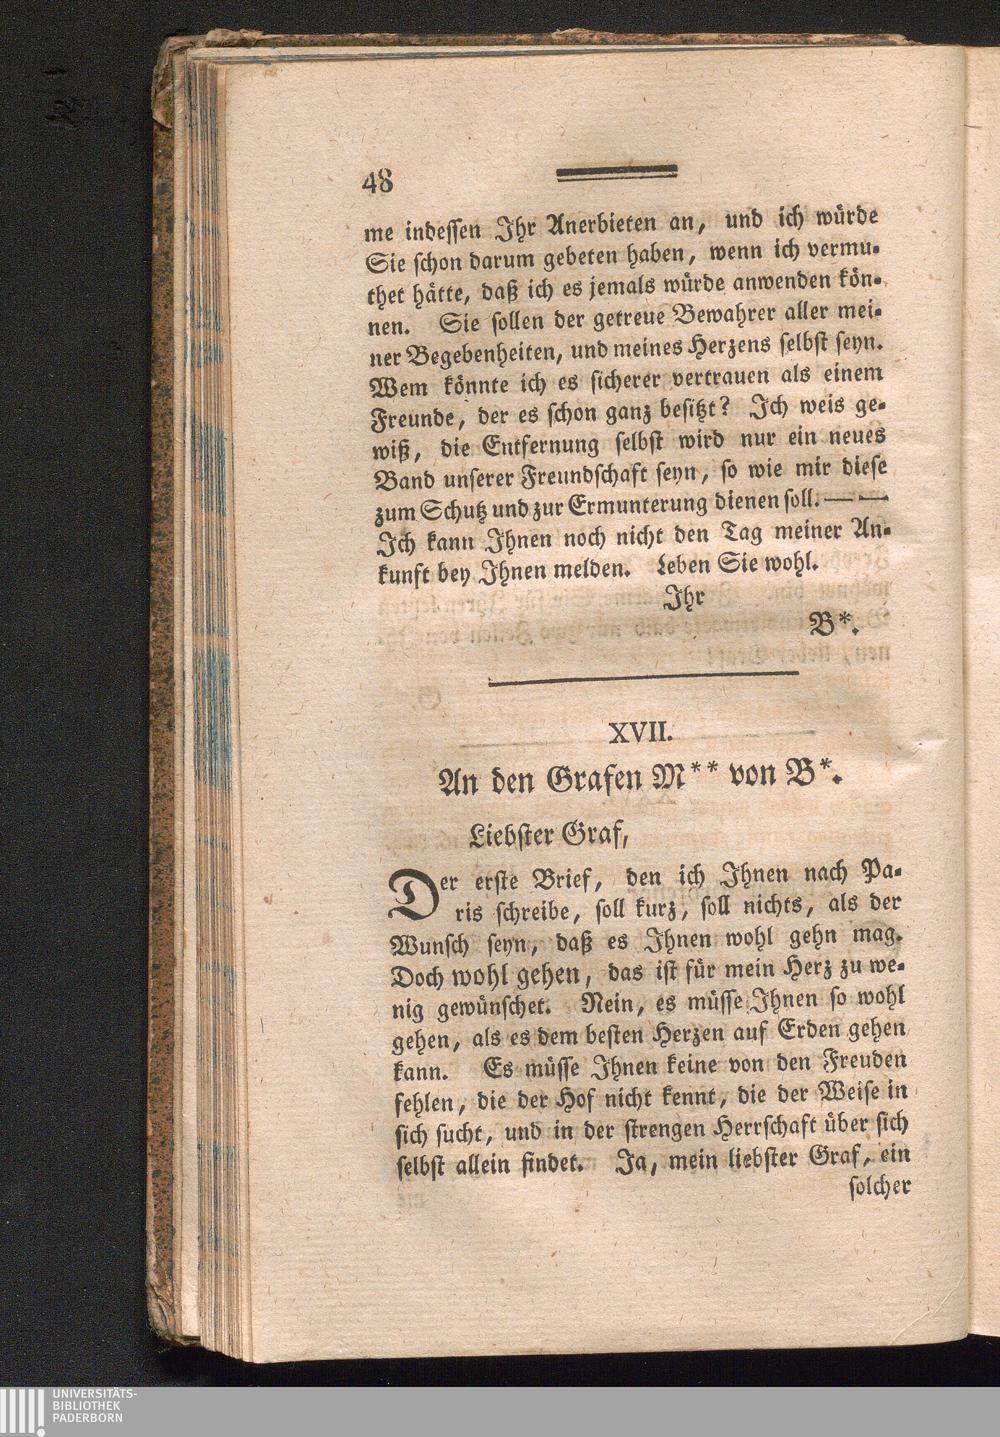 48
me indessen Ihr Anerbieten an, und ich würde
Sie schon darum gebeten haben, wenn ich vermu-
thet hätte, daß ich es jemals würde anwenden kön-
nen. Sie sollen der getreue Bewahrer aller mei-
ner Begebenheiten, und meines Herzens selbst seyn.
Wem könnte ich es sicherer vertrauen als einem
Freunde, der es schon ganz besitzt? Ich weis ge-
wiß, die Entfernung selbst wird nur ein neues
Band unserer Freundschaft seyn, so wie mir diese
zum Schutz und zur Ermunterung dienen soll. — —
Ich kann Ihnen noch nicht den Tag meiner An-
kunft bey Ihnen melden. Leben Sie wohl.
Ihr
B*.
XVII.
An den Grafen M** von B*.
Liebster Graf,
Der erste Brief, den ich Ihnen nach Pa-
ris schreibe, soll kurz, soll nichts, als der
Wunsch seyn, daß es Ihnen wohl gehn mag.
Doch wohl gehen, das ist für mein Herz zu we-
nig gewünschet. Nein, es müsse Ihnen so wohl
gehen, als es dem besten Herzen auf Erden gehen
kann. Es müsse Ihnen keine von den Freuden
fehlen, die der Hof nicht kennt, die der Weise in
sich sucht, und in der strengen Herrschaft über sich
selbst allein findet. Ja, mein liebster Graf, ein
solcher
UNIVERSITÄTS-
BIBLIOTHEK
PADERBORN